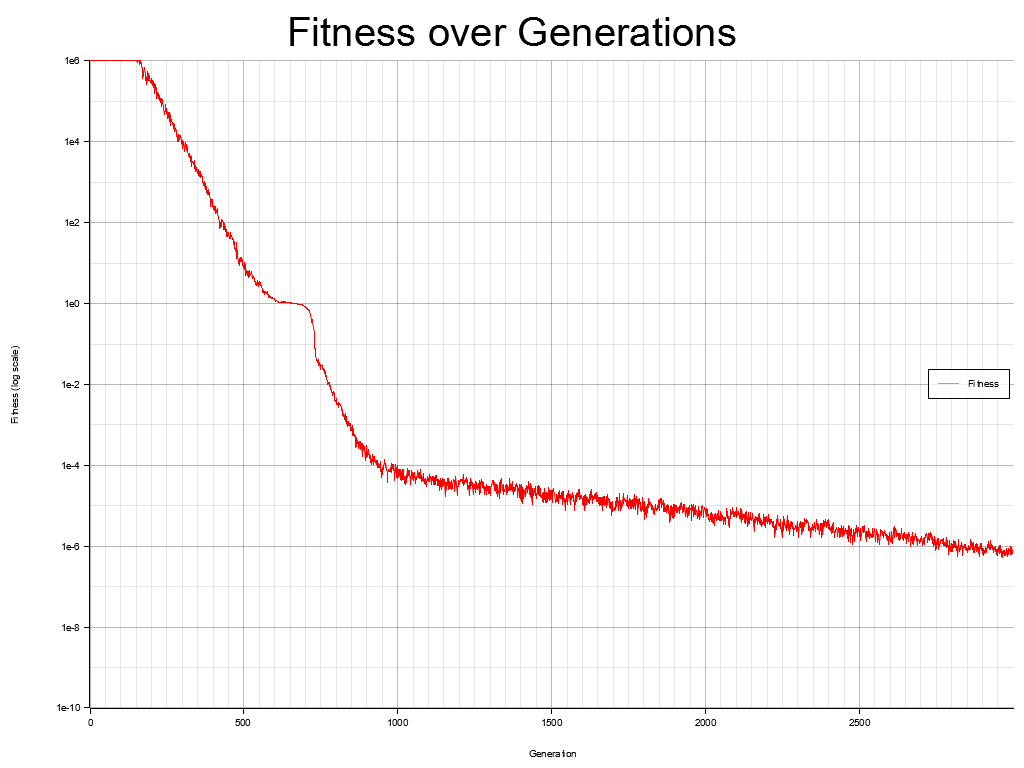 Fitness over Generations
1e6
1e4
1e2
1e0
1e-2
1e-4
1e-6
1e-8
1e-10
Fitness (log scale)
Fitness
0
500
1000
1500
2000
2500
Generation